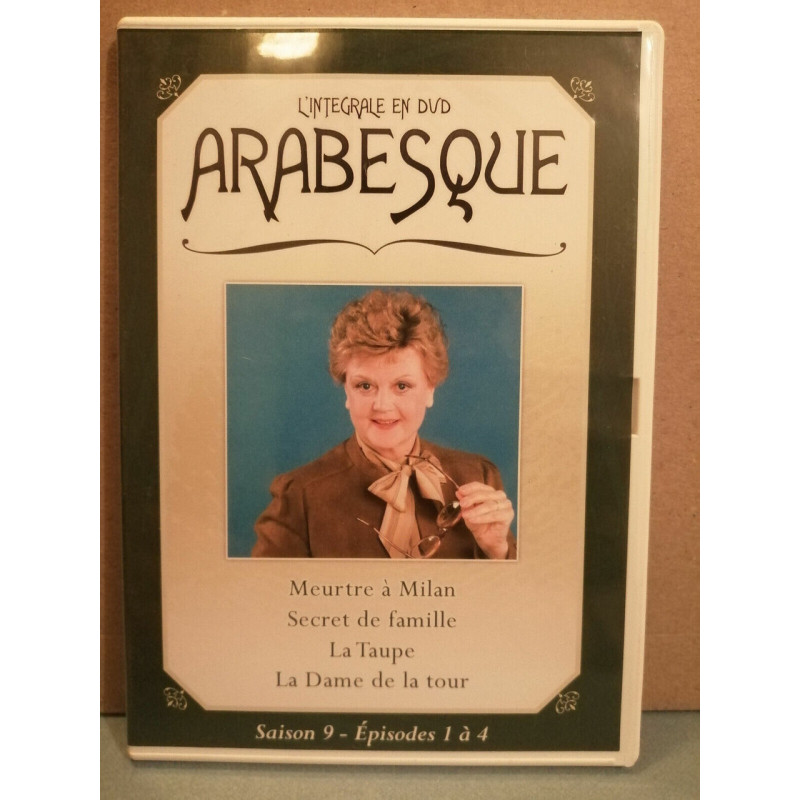 L'INTEGRALE EN DVD
ARABESQUE
Meurtre à Milan
Secret de famille
La Taupe
La Dame de la tour
Saison 9 - Épisodes 1 à 4